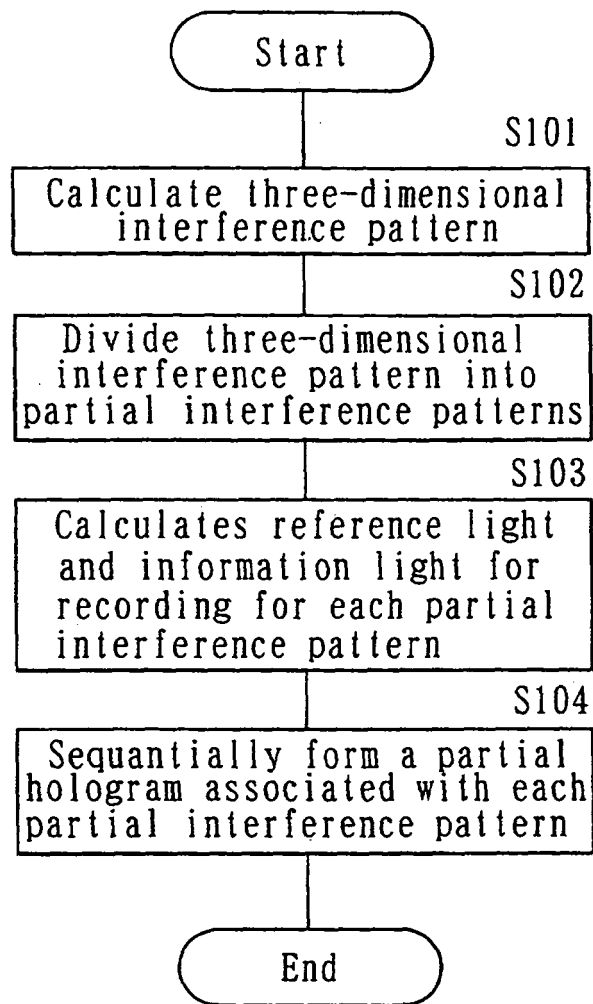 Start
S101
Calculate three-dimensional
interference pattern
S102
Divide three-dimensional
interference pattern into
partial interference patterns
S103
Calculates reference light
and information light for
recording for each partial
interference pattern
S104
Sequantially form a partial
hologram associated with each
partial interference pattern
End